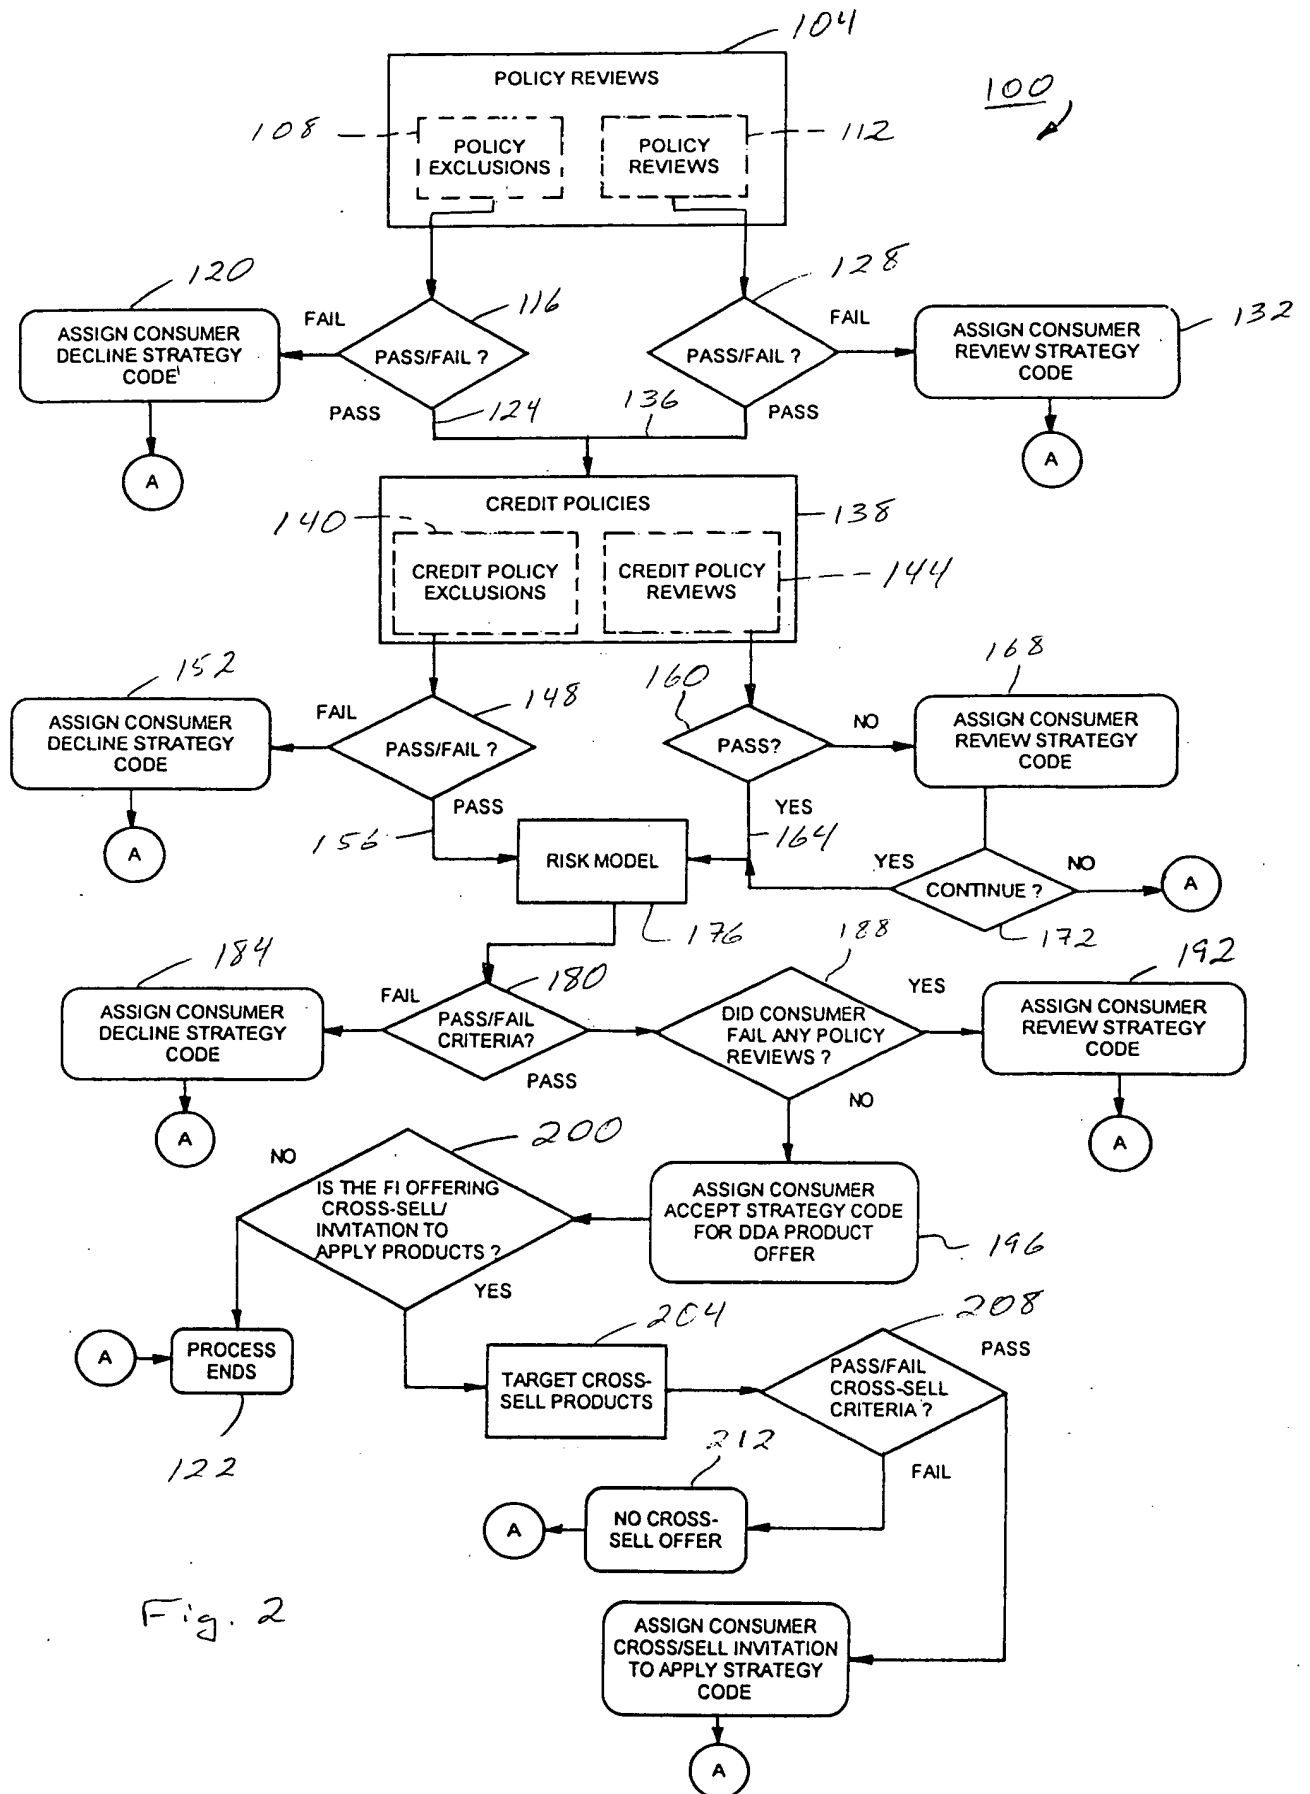 104
POLICY REVIEWS
100
108
POLICY
EXCLUSIONS
POLICY
REVIEWS
112
120
116
128
132
ASSIGN CONSUMER
DECLINE STRATEGY
CODE
FAIL
PASS/FAIL ?
PASS/FAIL ?
FAIL
ASSIGN CONSUMER
REVIEW STRATEGY
CODE
PASS
124
136
PASS
A
A
CREDIT POLICIES
138
140
CREDIT POLICY
EXCLUSIONS
CREDIT POLICY
REVIEWS
144
152
148
160
168
ASSIGN CONSUMER
DECLINE STRATEGY
CODE
FAIL
PASS/FAIL ?
PASS?
NO
ASSIGN CONSUMER
REVIEW STRATEGY
CODE
PASS
YES
156
164
A
RISK MODEL
YES
CONTINUE ?
NO
A
176
172
184
180
188
192
ASSIGN CONSUMER
DECLINE STRATEGY
CODE
FAIL
PASS/FAIL
CRITERIA?
PASS
DID CONSUMER
FAIL ANY POLICY
REVIEWS ?
YES
ASSIGN CONSUMER
REVIEW STRATEGY
CODE
NO
A
A
200
NO
IS THE FI OFFERING
CROSS-SELL/
INVITATION TO
APPLY PRODUCTS ?
YES
ASSIGN CONSUMER
ACCEPT STRATEGY CODE
FOR DDA PRODUCT
OFFER
196
A
PROCESS
ENDS
122
204
TARGET CROSS-
SELL PRODUCTS
208
PASS/FAIL
CROSS-SELL
CRITERIA ?
PASS
FAIL
212
A
NO CROSS-
SELL OFFER
Fig. 2
ASSIGN CONSUMER
CROSS/SELL INVITATION
TO APPLY STRATEGY
CODE
A